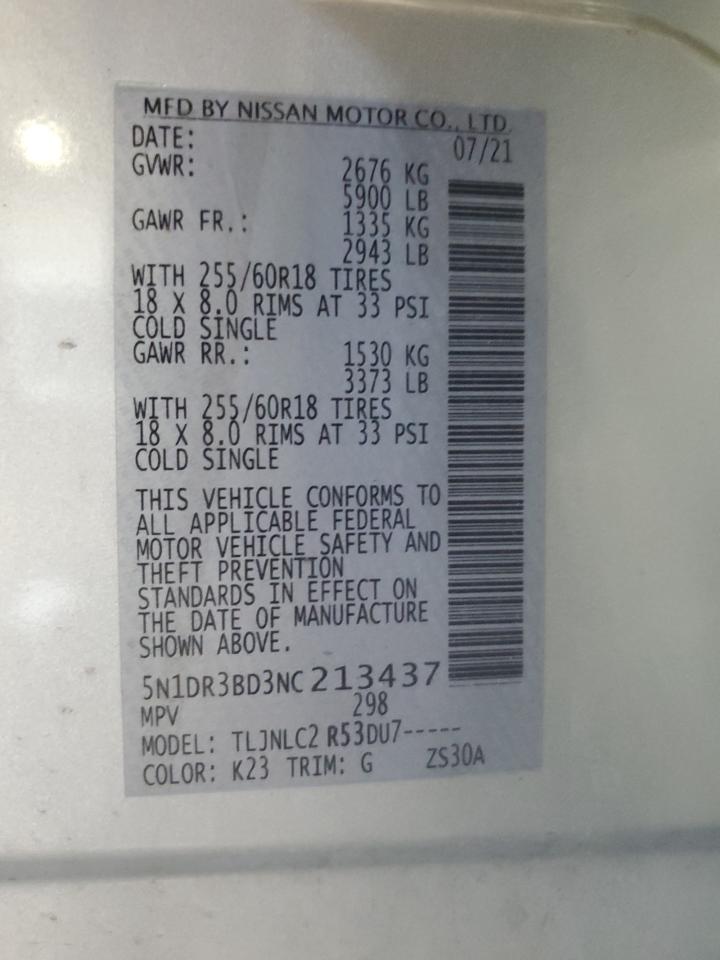 MFD BY NISSAN MOTOR CO., LTD.
DATE: 07/21
GVWR: 2676 KG
5900 LB
GAWR FR.: 1335 KG
2943 LB
WITH 255/60R18 TIRES
18 X 8.0 RIMS AT 33 PSI
COLD SINGLE
GAWR RR.: 1530 KG
3373 LB
WITH 255/60R18 TIRES
18 X 8.0 RIMS AT 33 PSI
COLD SINGLE
THIS VEHICLE CONFORMS TO
ALL APPLICABLE FEDERAL
MOTOR VEHICLE SAFETY AND
THEFT PREVENTION
STANDARDS IN EFFECT ON
THE DATE OF MANUFACTURE
SHOWN ABOVE.
5N1DR3BD3NC213437
MPV 298
MODEL: TLJNLC2 R53DU7-----
COLOR: K23 TRIM: G ZS30A